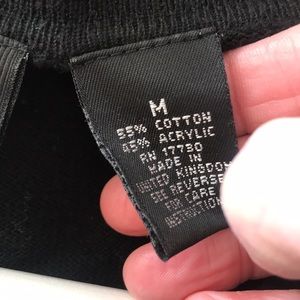 M
55% COTTON
45% ACRYLIC
RN 17730
MADE IN
UNITED KINGDOM
SEE REVERSE
FOR CARE
INSTRUCTION